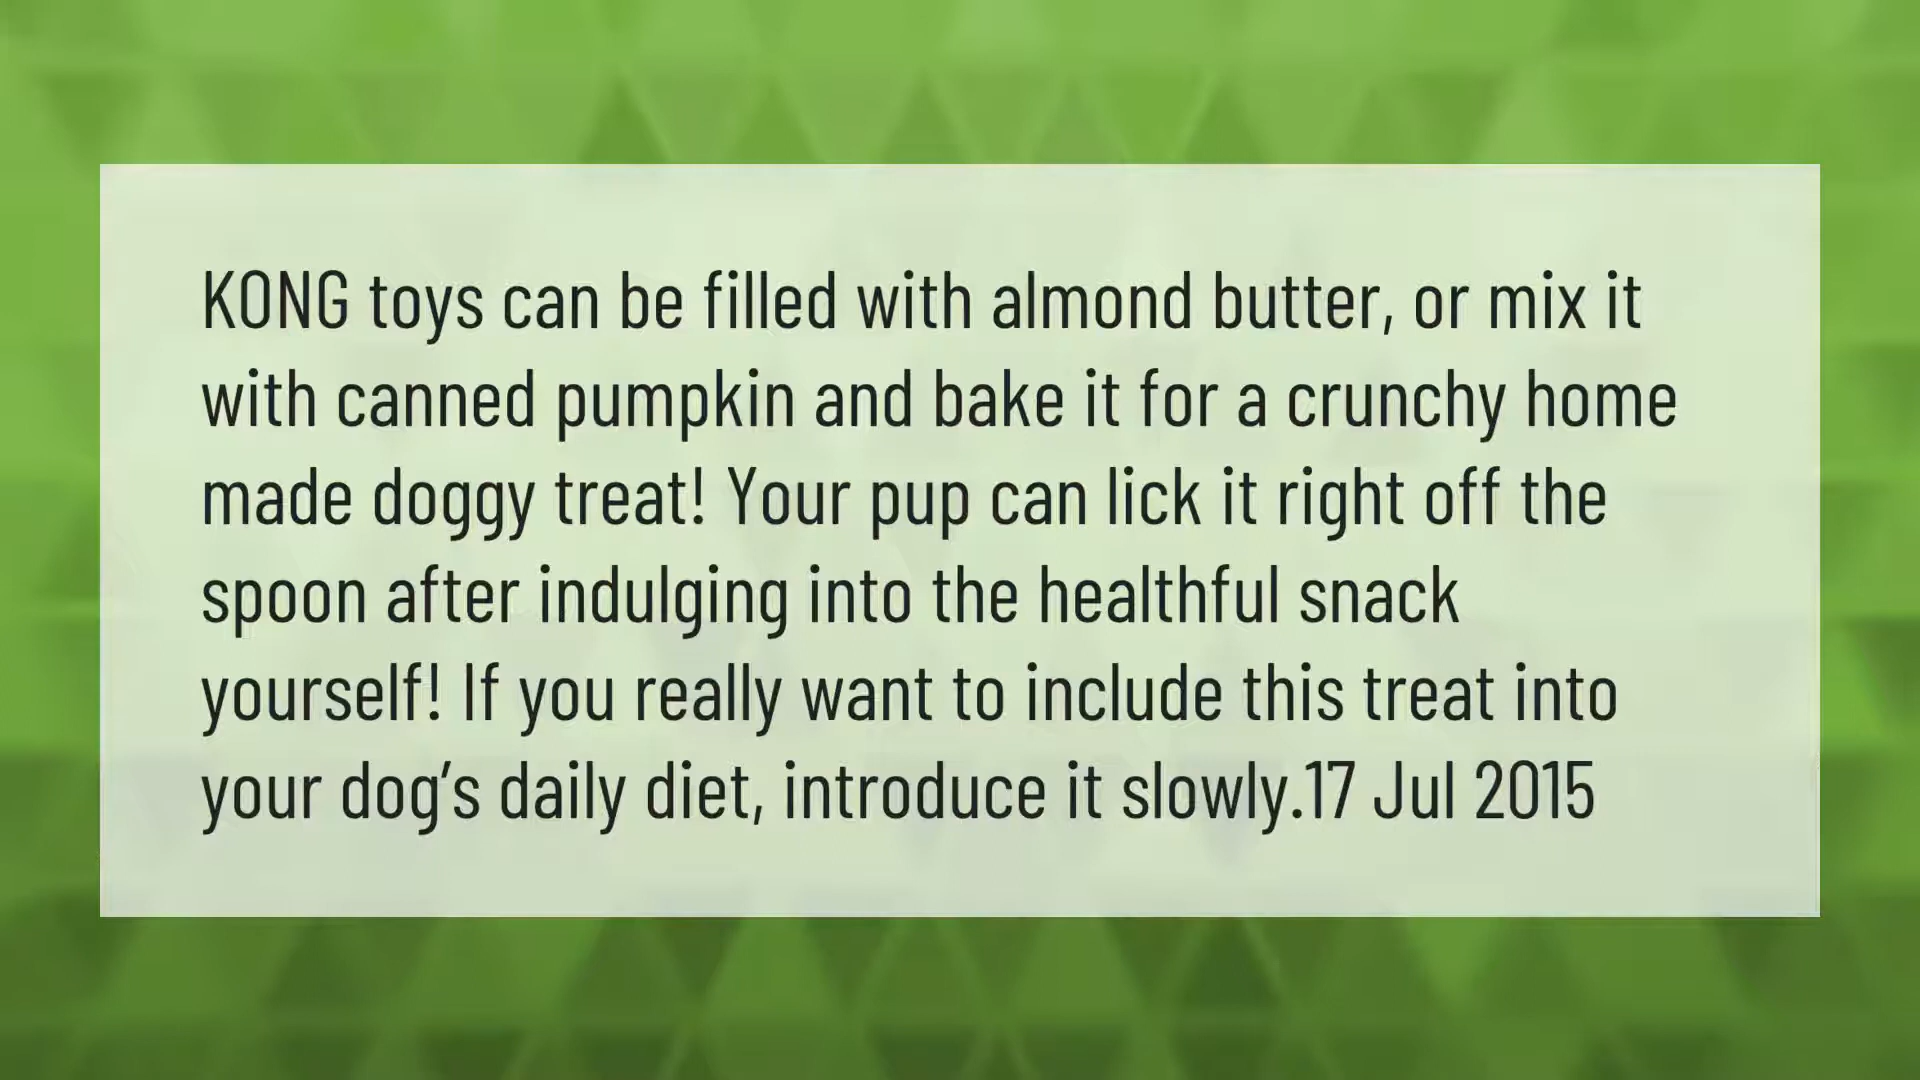 KONG toys can be filled with almond butter, or mix it
with canned pumpkin and bake it for a crunchy home
made doggy treat! Your pup can lick it right off the
spoon after indulging into the healthful snack
yourself! If you really want to include this treat into
your dog’s daily diet, introduce it slowly.17 Jul 2015